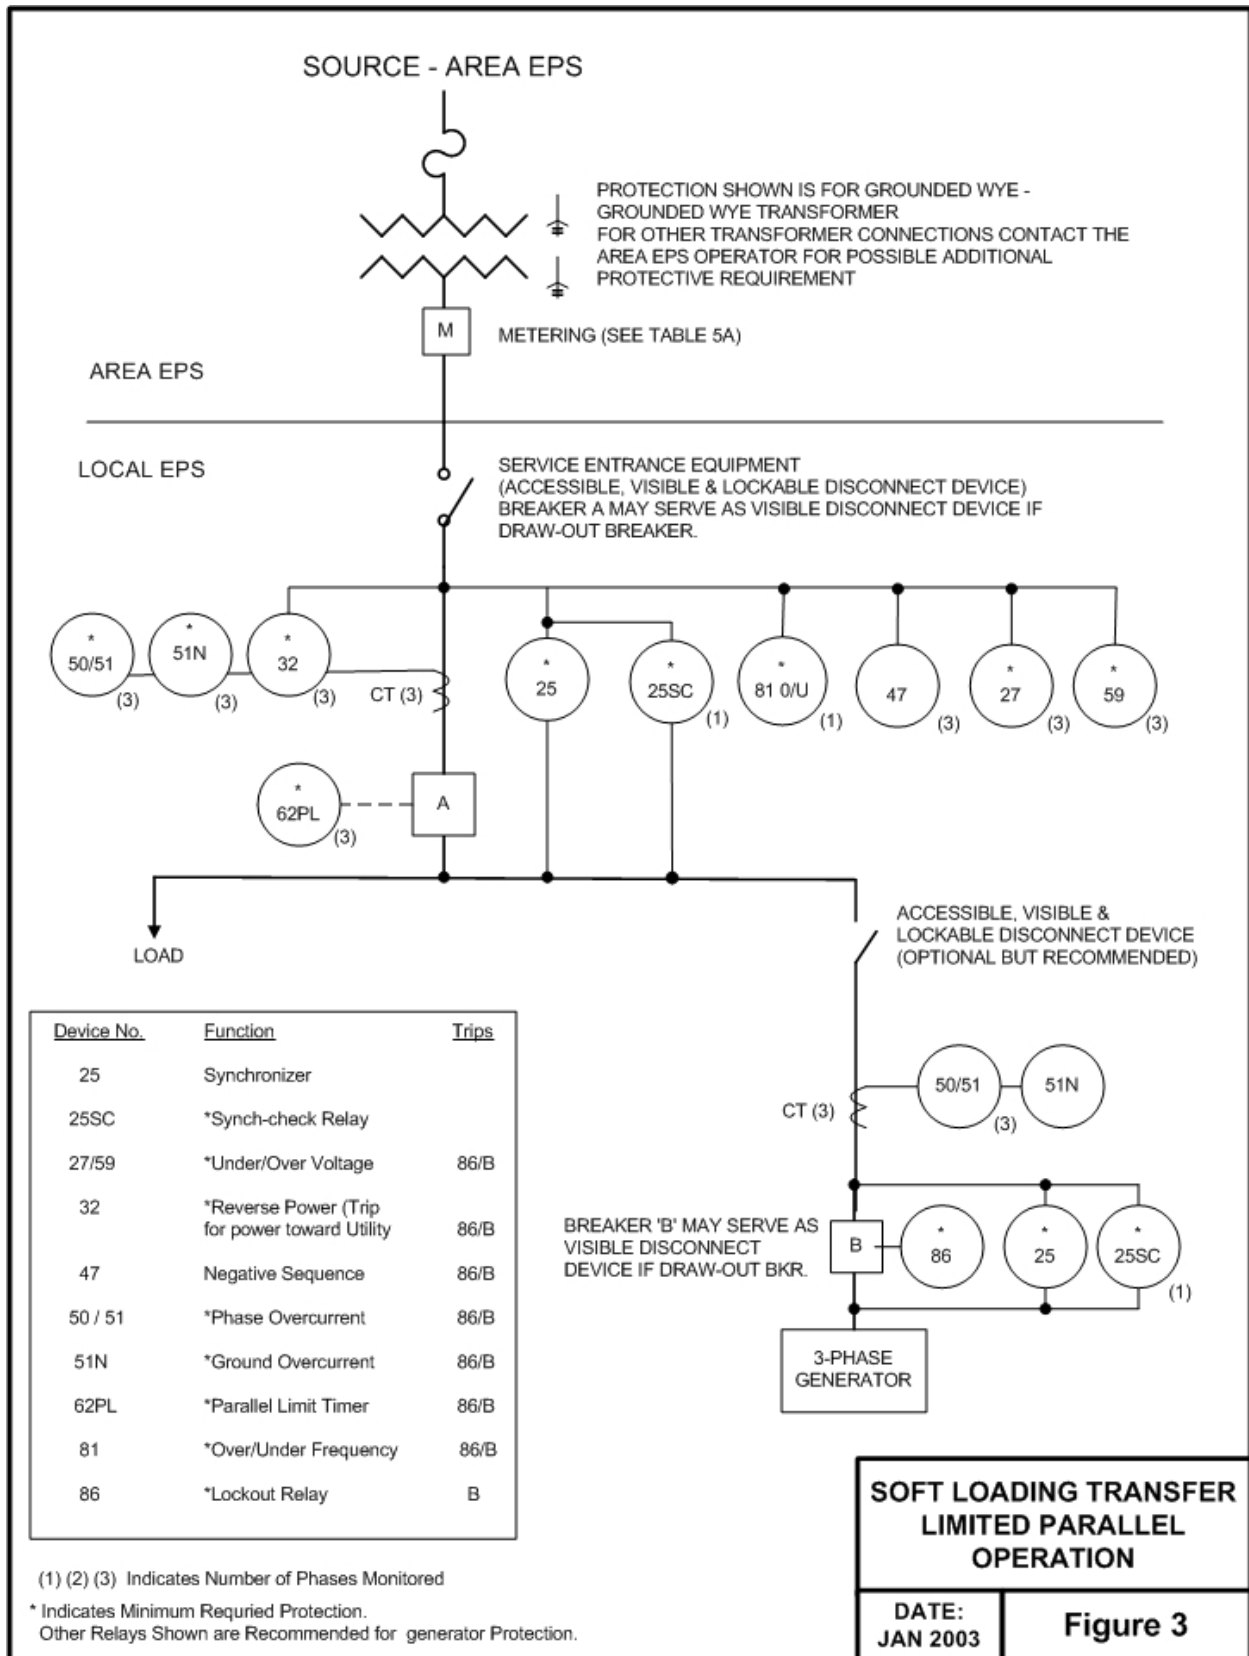 SOURCE - AREA EPS
PROTECTION SHOWN IS FOR GROUNDED WYE -
GROUNDED WYE TRANSFORMER
FOR OTHER TRANSFORMER CONNECTIONS CONTACT THE
AREA EPS OPERATOR FOR POSSIBLE ADDITIONAL
PROTECTIVE REQUIREMENT
M
METERING (SEE TABLE 5A)
AREA EPS
LOCAL EPS
SERVICE ENTRANCE EQUIPMENT
(ACCESSIBLE, VISIBLE & LOCKABLE DISCONNECT DEVICE)
BREAKER A MAY SERVE AS VISIBLE DISCONNECT DEVICE IF
DRAW-OUT BREAKER.
* 50/51 (3)
* 51N (3)
* 32 (3)
CT (3)
* 25
* 25SC (1)
* 81 0/U (1)
47 (3)
* 27 (3)
* 59 (3)
* 62PL (3)
A
LOAD
ACCESSIBLE, VISIBLE &
LOCKABLE DISCONNECT DEVICE
(OPTIONAL BUT RECOMMENDED)
CT (3)
50/51 (3)
51N
BREAKER 'B' MAY SERVE AS
VISIBLE DISCONNECT
DEVICE IF DRAW-OUT BKR.
B
* 86
* 25
* 25SC (1)
3-PHASE
GENERATOR
Device No. Function Trips
25 Synchronizer
25SC *Synch-check Relay
27/59 *Under/Over Voltage 86/B
32 *Reverse Power (Trip
for power toward Utility 86/B
47 Negative Sequence 86/B
50 / 51 *Phase Overcurrent 86/B
51N *Ground Overcurrent 86/B
62PL *Parallel Limit Timer 86/B
81 *Over/Under Frequency 86/B
86 *Lockout Relay B
(1) (2) (3) Indicates Number of Phases Monitored
* Indicates Minimum Requried Protection.
Other Relays Shown are Recommended for generator Protection.
SOFT LOADING TRANSFER
LIMITED PARALLEL
OPERATION
DATE:
JAN 2003
Figure 3